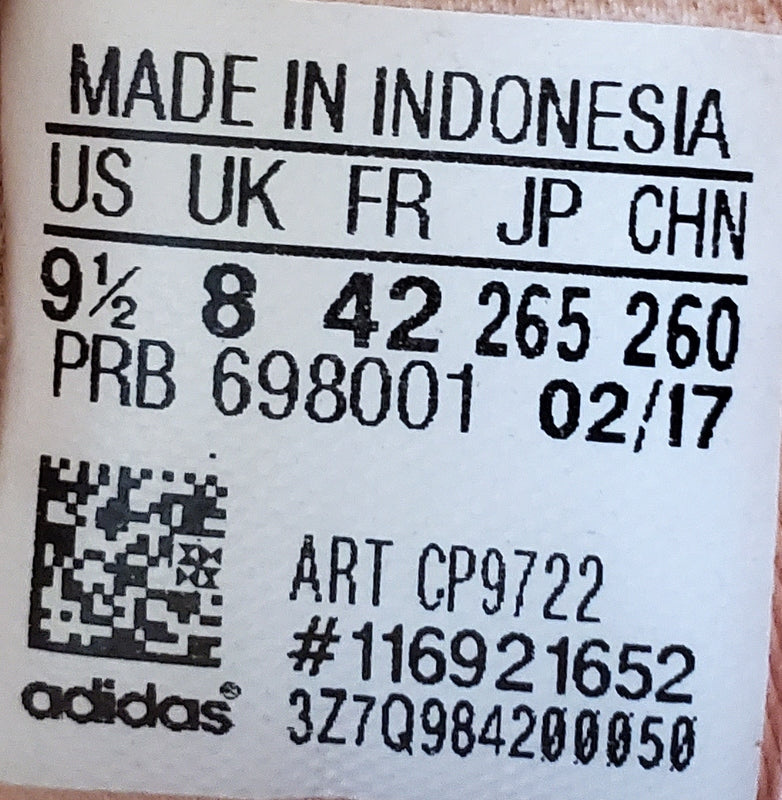 MADE IN INDONESIA
US UK FR JP CHN
9½ 8 42 265 260
PRB 698001 02/17
ART CP9722
#116921652
adidas®
3Z7Q984200050